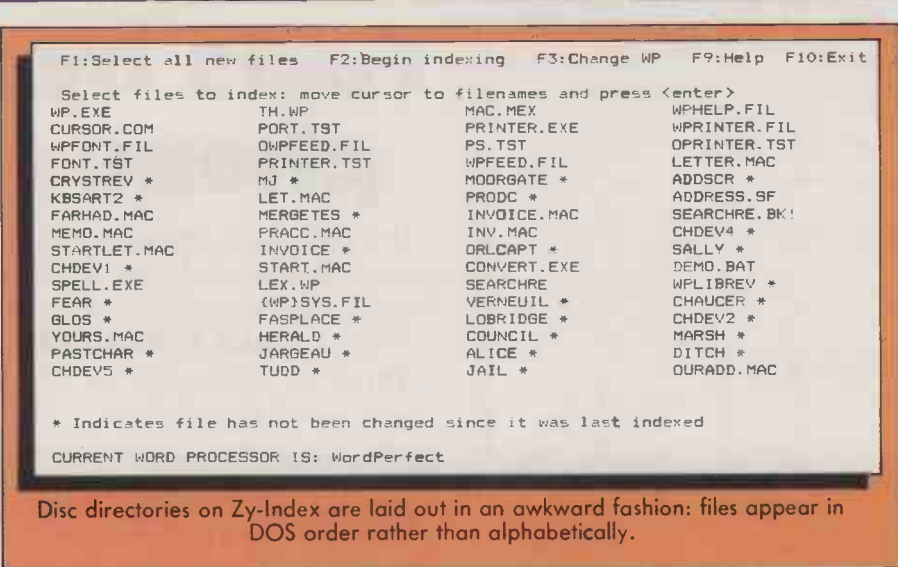 F1:Select all new files F2:Begin indexing F3:Change WP F9:Help F10:Exit
Select files to index: move cursor to filenames and press <enter>
WP.EXE TH.WP MAC.MEX WPHELP.FIL
CURSOR.COM PORT.TST PRINTER.EXE WPRINTER.FIL
WPFONT.FIL OWPFEED.FIL PS.TST OPRINTER.TST
FONT.TST PRINTER.TST WPFEED.FIL LETTER.MAC
CRYSTREV * MJ * MOORGATE * ADDSCR *
KBSART2 * LET.MAC PRODC * ADDRESS.SF
FARHAD.MAC MERGETES * INVOICE.MAC SEARCHRE.BK!
MEMO.MAC PRACC.MAC INV.MAC CHDEV4 *
STARTLET.MAC INVOICE * ORLCAPT * SALLY *
CHDEV1 * START.MAC CONVERT.EXE DEMO.BAT
SPELL.EXE LEX.WP SEARCHRE WPLIBREV *
FEAR * {WP}SYS.FIL VERNEUIL * CHAUCER *
GLOS * FASPLACE * LOBRIDGE * CHDEV2 *
YOURS.MAC HERALD * COUNCIL * MARSH *
PASTCHAR * JARGEAU * ALICE * DITCH *
CHDEV5 * TUDD * JAIL * OURADD.MAC
* Indicates file has not been changed since it was last indexed
CURRENT WORD PROCESSOR IS: WordPerfect
Disc directories on Zy-Index are laid out in an awkward fashion: files appear in
DOS order rather than alphabetically.